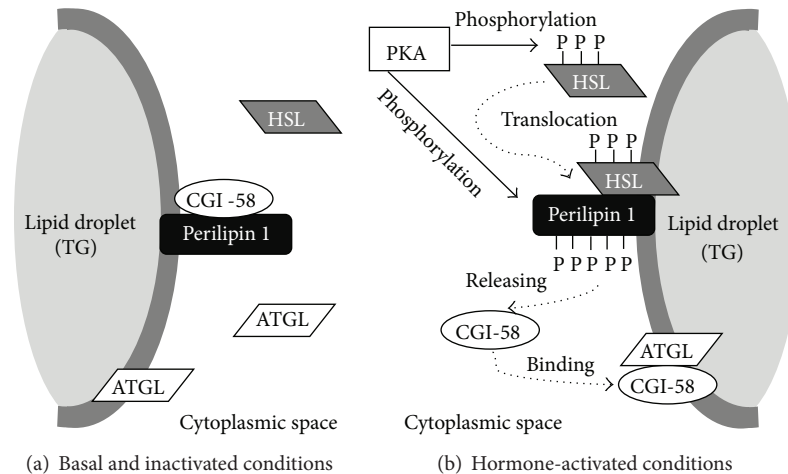 HSL
CGI -58
Perilipin 1
Lipid droplet
(TG)
ATGL
ATGL
Cytoplasmic space
(a) Basal and inactivated conditions
Phosphorylation
PKA
P P P
HSL
Phosphorylation
Translocation
P P P
HSL
Perilipin 1
P P P P P
Lipid droplet
(TG)
Releasing
CGI-58
Binding
ATGL
CGI-58
Cytoplasmic space
(b) Hormone-activated conditions